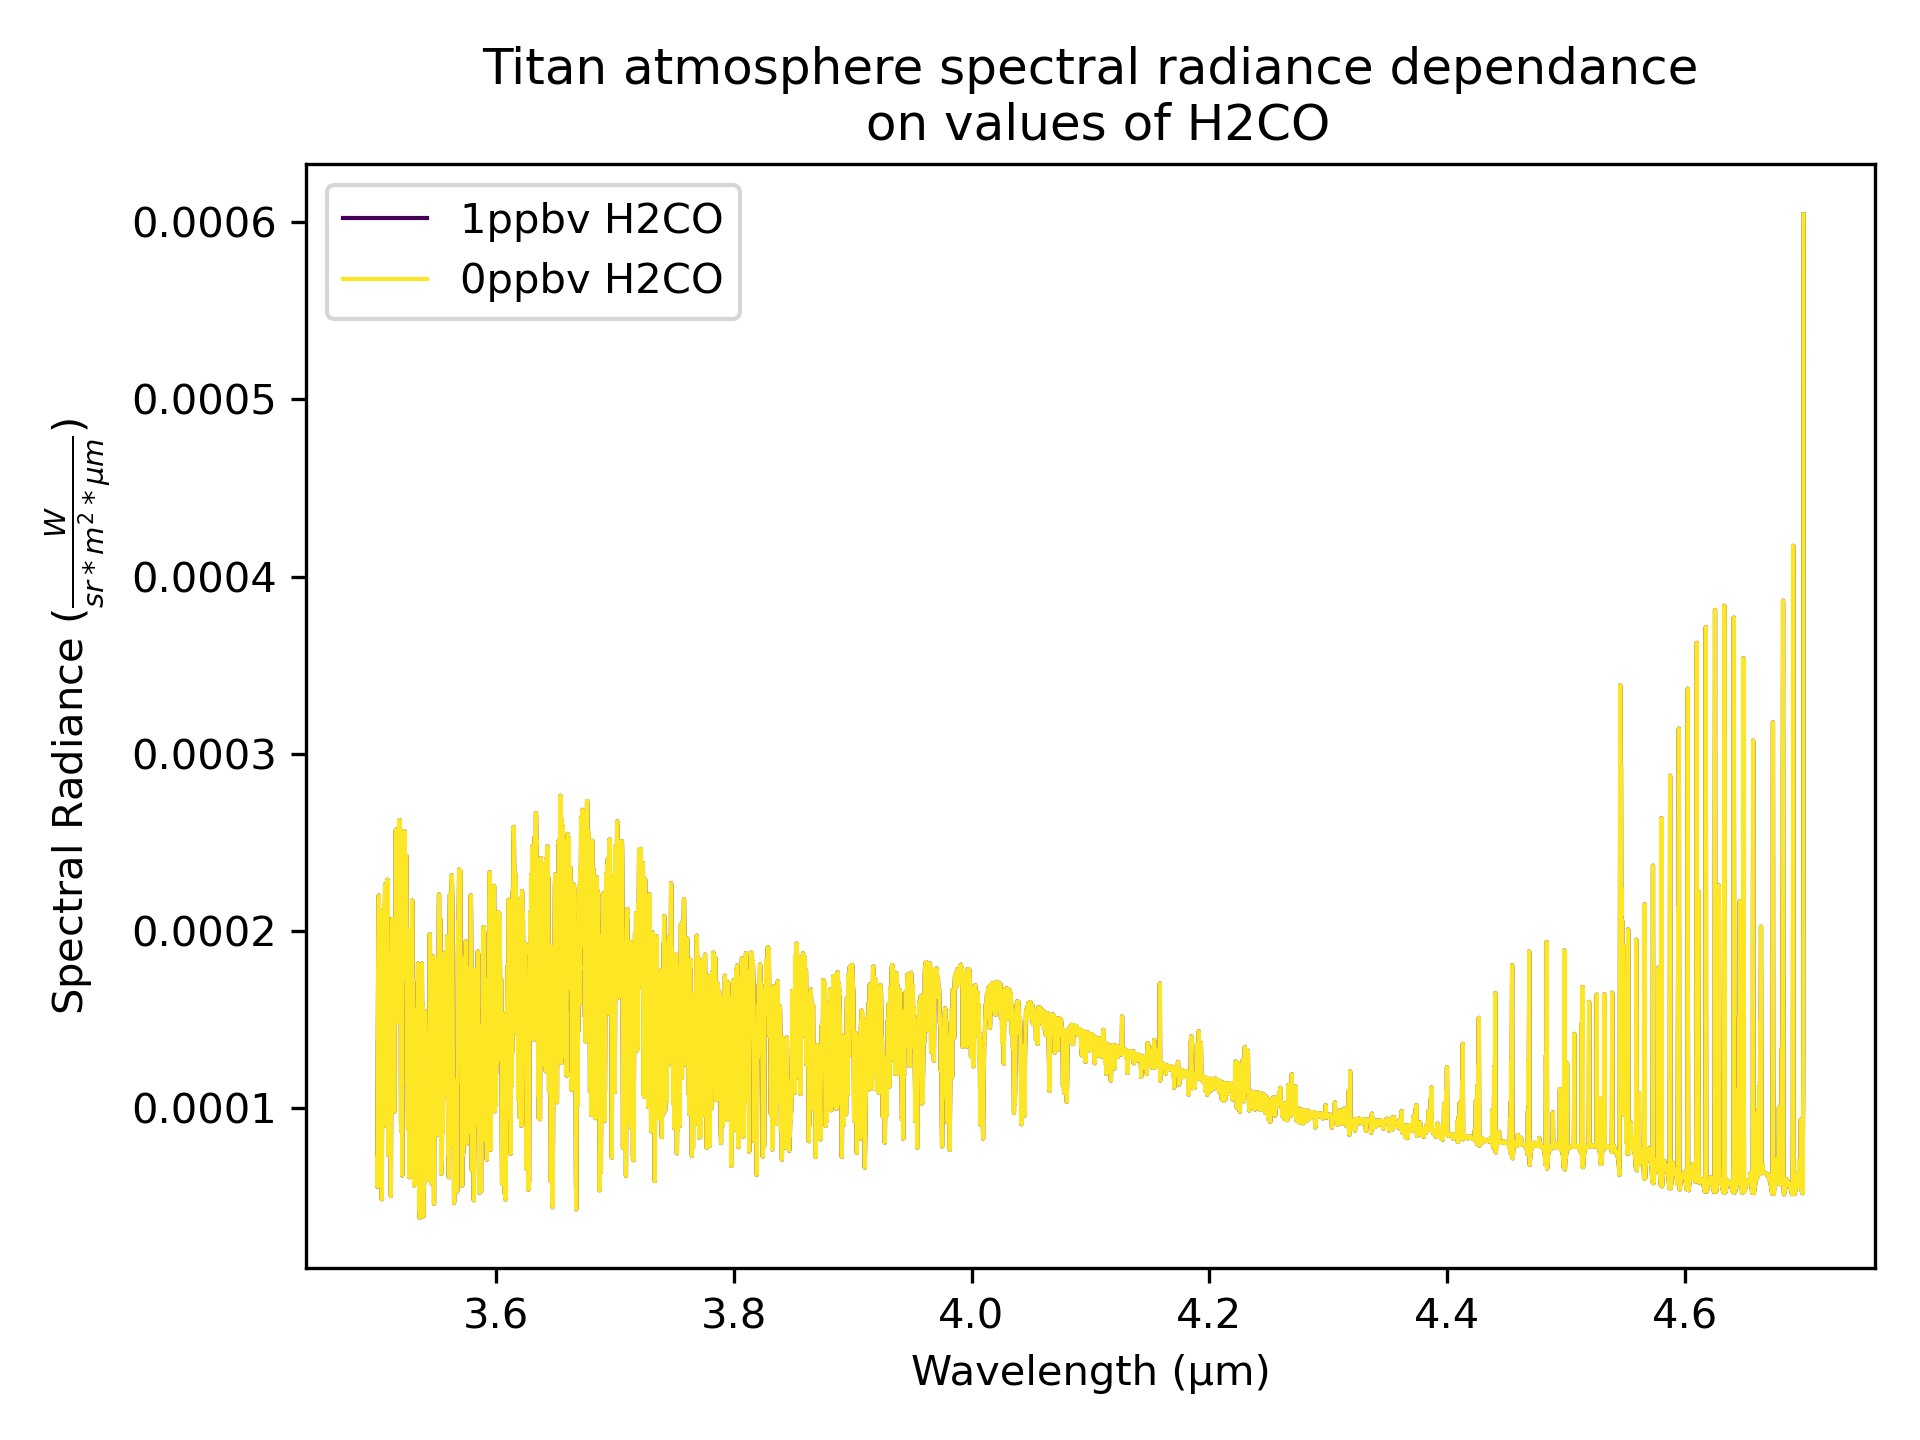 Titan atmosphere spectral radiance dependance
on values of H2CO
1ppbv H2CO
0ppbv H2CO
0.0006
0.0005
0.0004
0.0003
0.0002
0.0001
Spectral Radiance (W/sr*m²*μm)
3.6 3.8 4.0 4.2 4.4 4.6
Wavelength (μm)